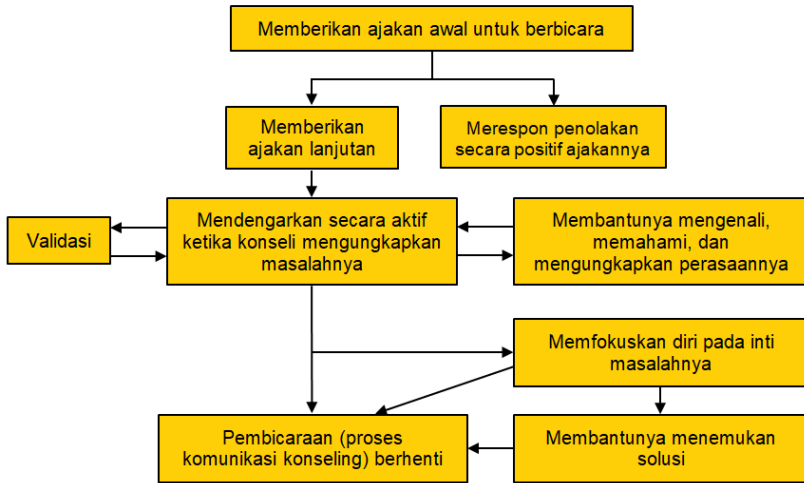 Memberikan ajakan awal untuk berbicara
Memberikan
ajakan lanjutan
Merespon penolakan
secara positif ajakannya
Validasi
Mendengarkan secara aktif
ketika konseli mengungkapkan
masalahnya
Membantunya mengenali,
memahami, dan
mengungkapkan perasaannya
Memfokuskan diri pada inti
masalahnya
Pembicaraan (proses
komunikasi konseling) berhenti
Membantunya menemukan
solusi